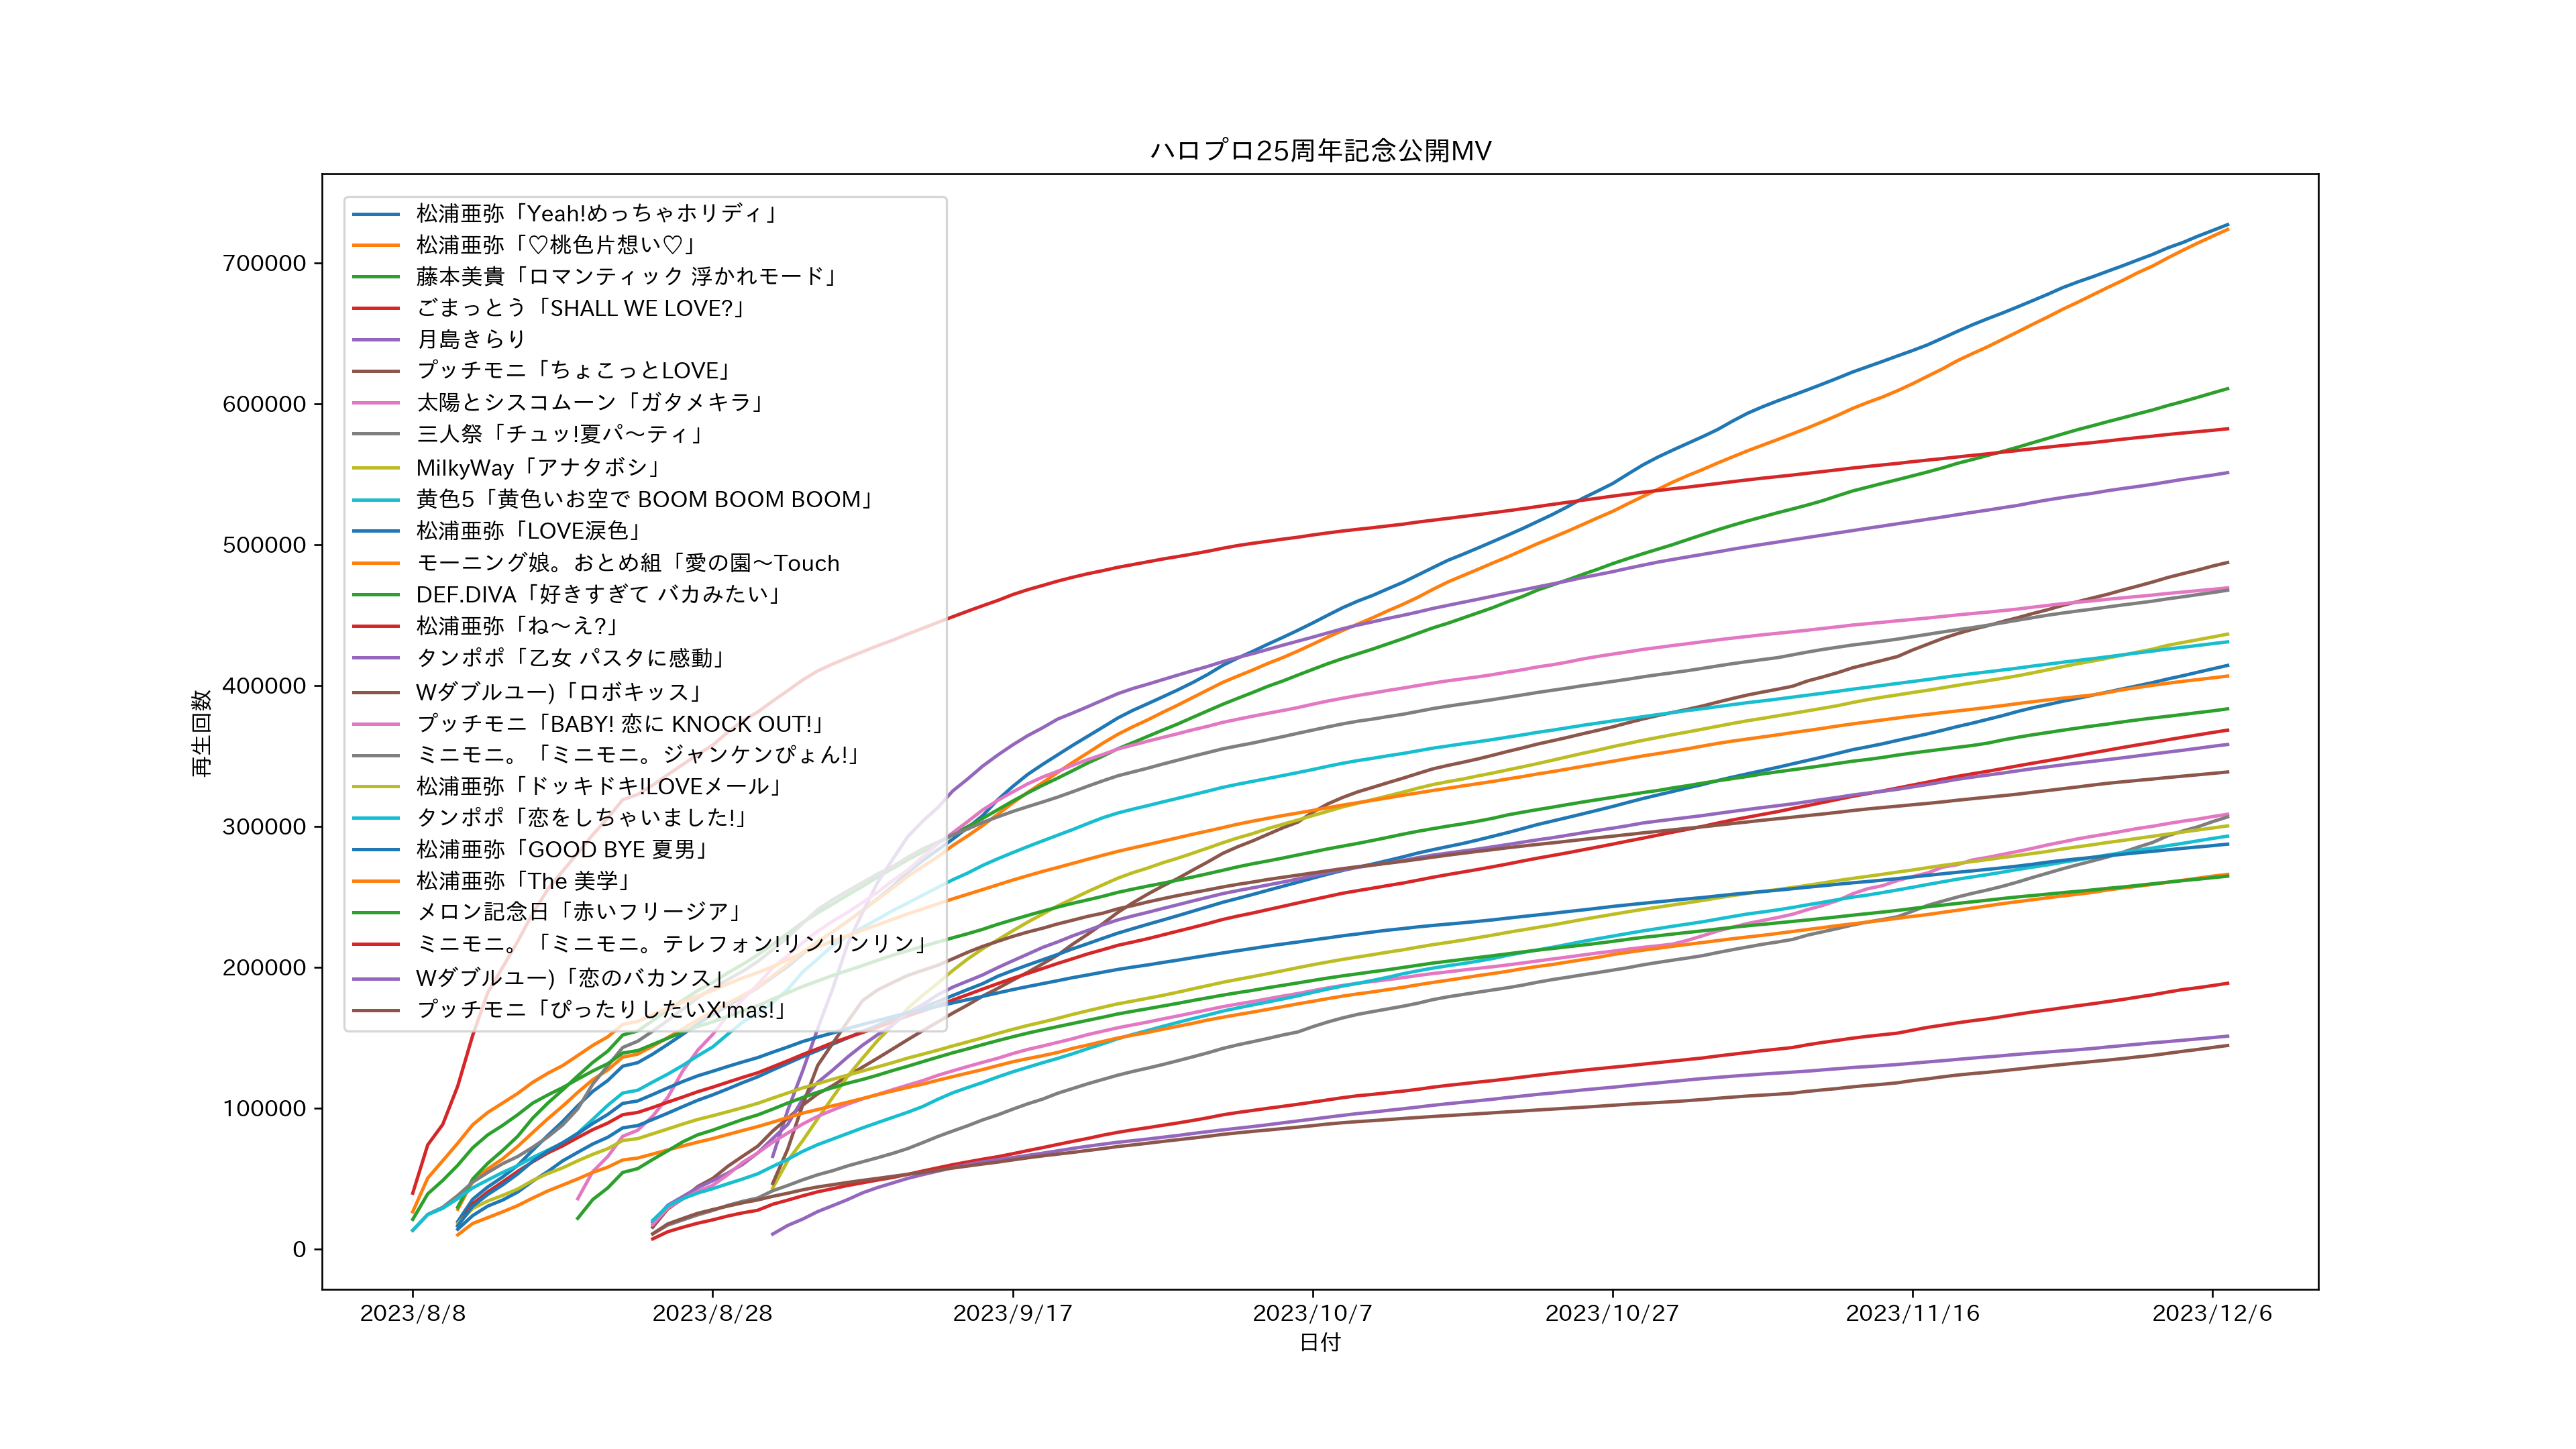 ハロプロ25周年記念公開MV
松浦亜弥「Yeah!めっちゃホリディ」
松浦亜弥「♡桃色片想い♡」
藤本美貴「ロマンティック 浮かれモード」
ごまっとう「SHALL WE LOVE?」
月島きらり
プッチモニ「ちょこっとLOVE」
太陽とシスコムーン「ガタメキラ」
三人祭「チュッ!夏パ〜ティ」
MilkyWay「アナタボシ」
黄色5「黄色いお空で BOOM BOOM BOOM」
松浦亜弥「LOVE涙色」
モーニング娘。おとめ組「愛の園〜Touch
DEF.DIVA「好きすぎて バカみたい」
松浦亜弥「ね〜え?」
タンポポ「乙女 パスタに感動」
Wダブルユー)「ロボキッス」
プッチモニ「BABY! 恋に KNOCK OUT!」
ミニモニ。「ミニモニ。ジャンケンぴょん!」
松浦亜弥「ドッキドキ!LOVEメール」
タンポポ「恋をしちゃいました!」
松浦亜弥「GOOD BYE 夏男」
松浦亜弥「The 美学」
メロン記念日「赤いフリージア」
ミニモニ。「ミニモニ。テレフォン!リンリンリン」
Wダブルユー)「恋のバカンス」
プッチモニ「ぴったりしたいX'mas!」
700000
600000
500000
400000
300000
200000
100000
0
再生回数
2023/8/8
2023/8/28
2023/9/17
2023/10/7
2023/10/27
2023/11/16
2023/12/6
日付